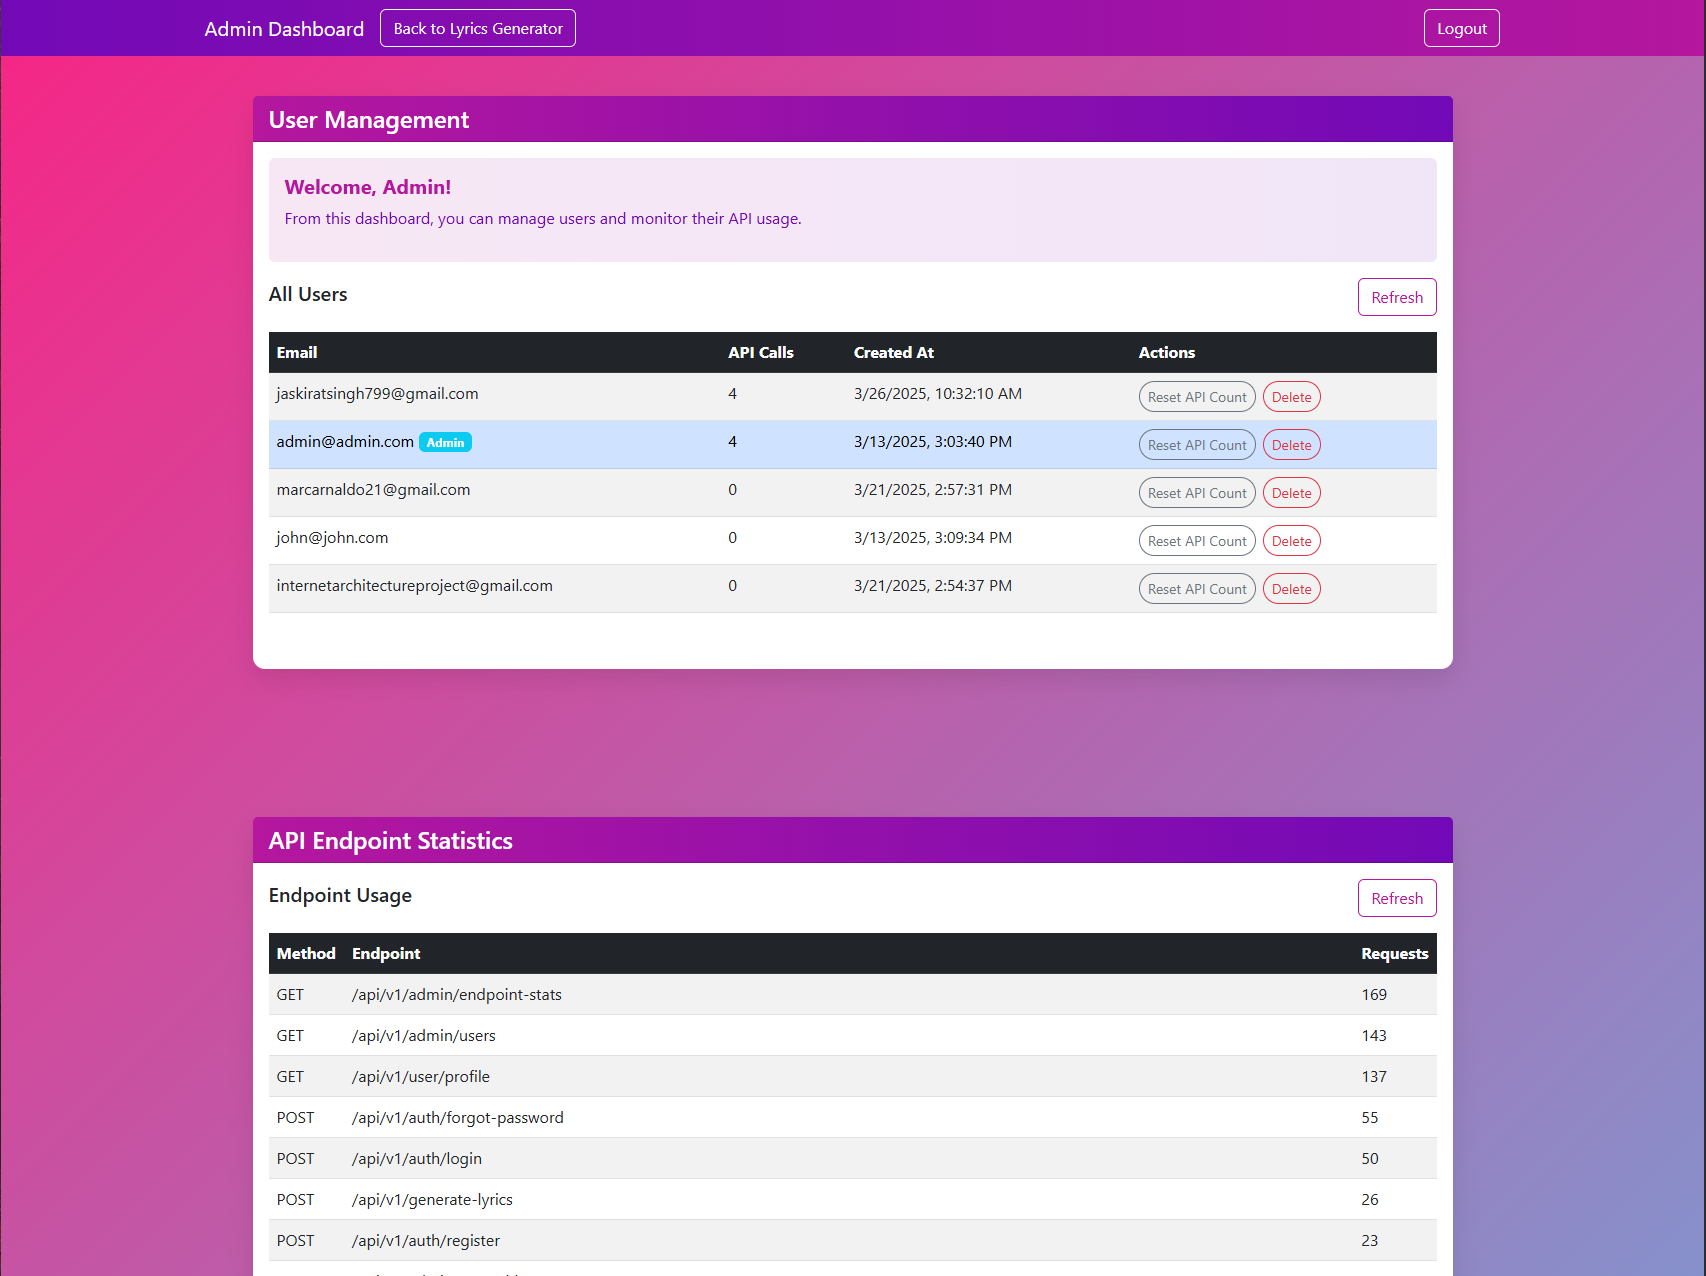 Admin Dashboard Back to Lyrics Generator Logout
User Management
Welcome, Admin!
From this dashboard, you can manage users and monitor their API usage.
All Users Refresh
Email API Calls Created At Actions
jaskiratsingh799@gmail.com 4 3/26/2025, 10:32:10 AM Reset API Count Delete
admin@admin.com Admin 4 3/13/2025, 3:03:40 PM Reset API Count Delete
marcarnaldo21@gmail.com 0 3/21/2025, 2:57:31 PM Reset API Count Delete
john@john.com 0 3/13/2025, 3:09:34 PM Reset API Count Delete
internetarchitectureproject@gmail.com 0 3/21/2025, 2:54:37 PM Reset API Count Delete
API Endpoint Statistics
Endpoint Usage Refresh
Method Endpoint Requests
GET /api/v1/admin/endpoint-stats 169
GET /api/v1/admin/users 143
GET /api/v1/user/profile 137
POST /api/v1/auth/forgot-password 55
POST /api/v1/auth/login 50
POST /api/v1/generate-lyrics 26
POST /api/v1/auth/register 23